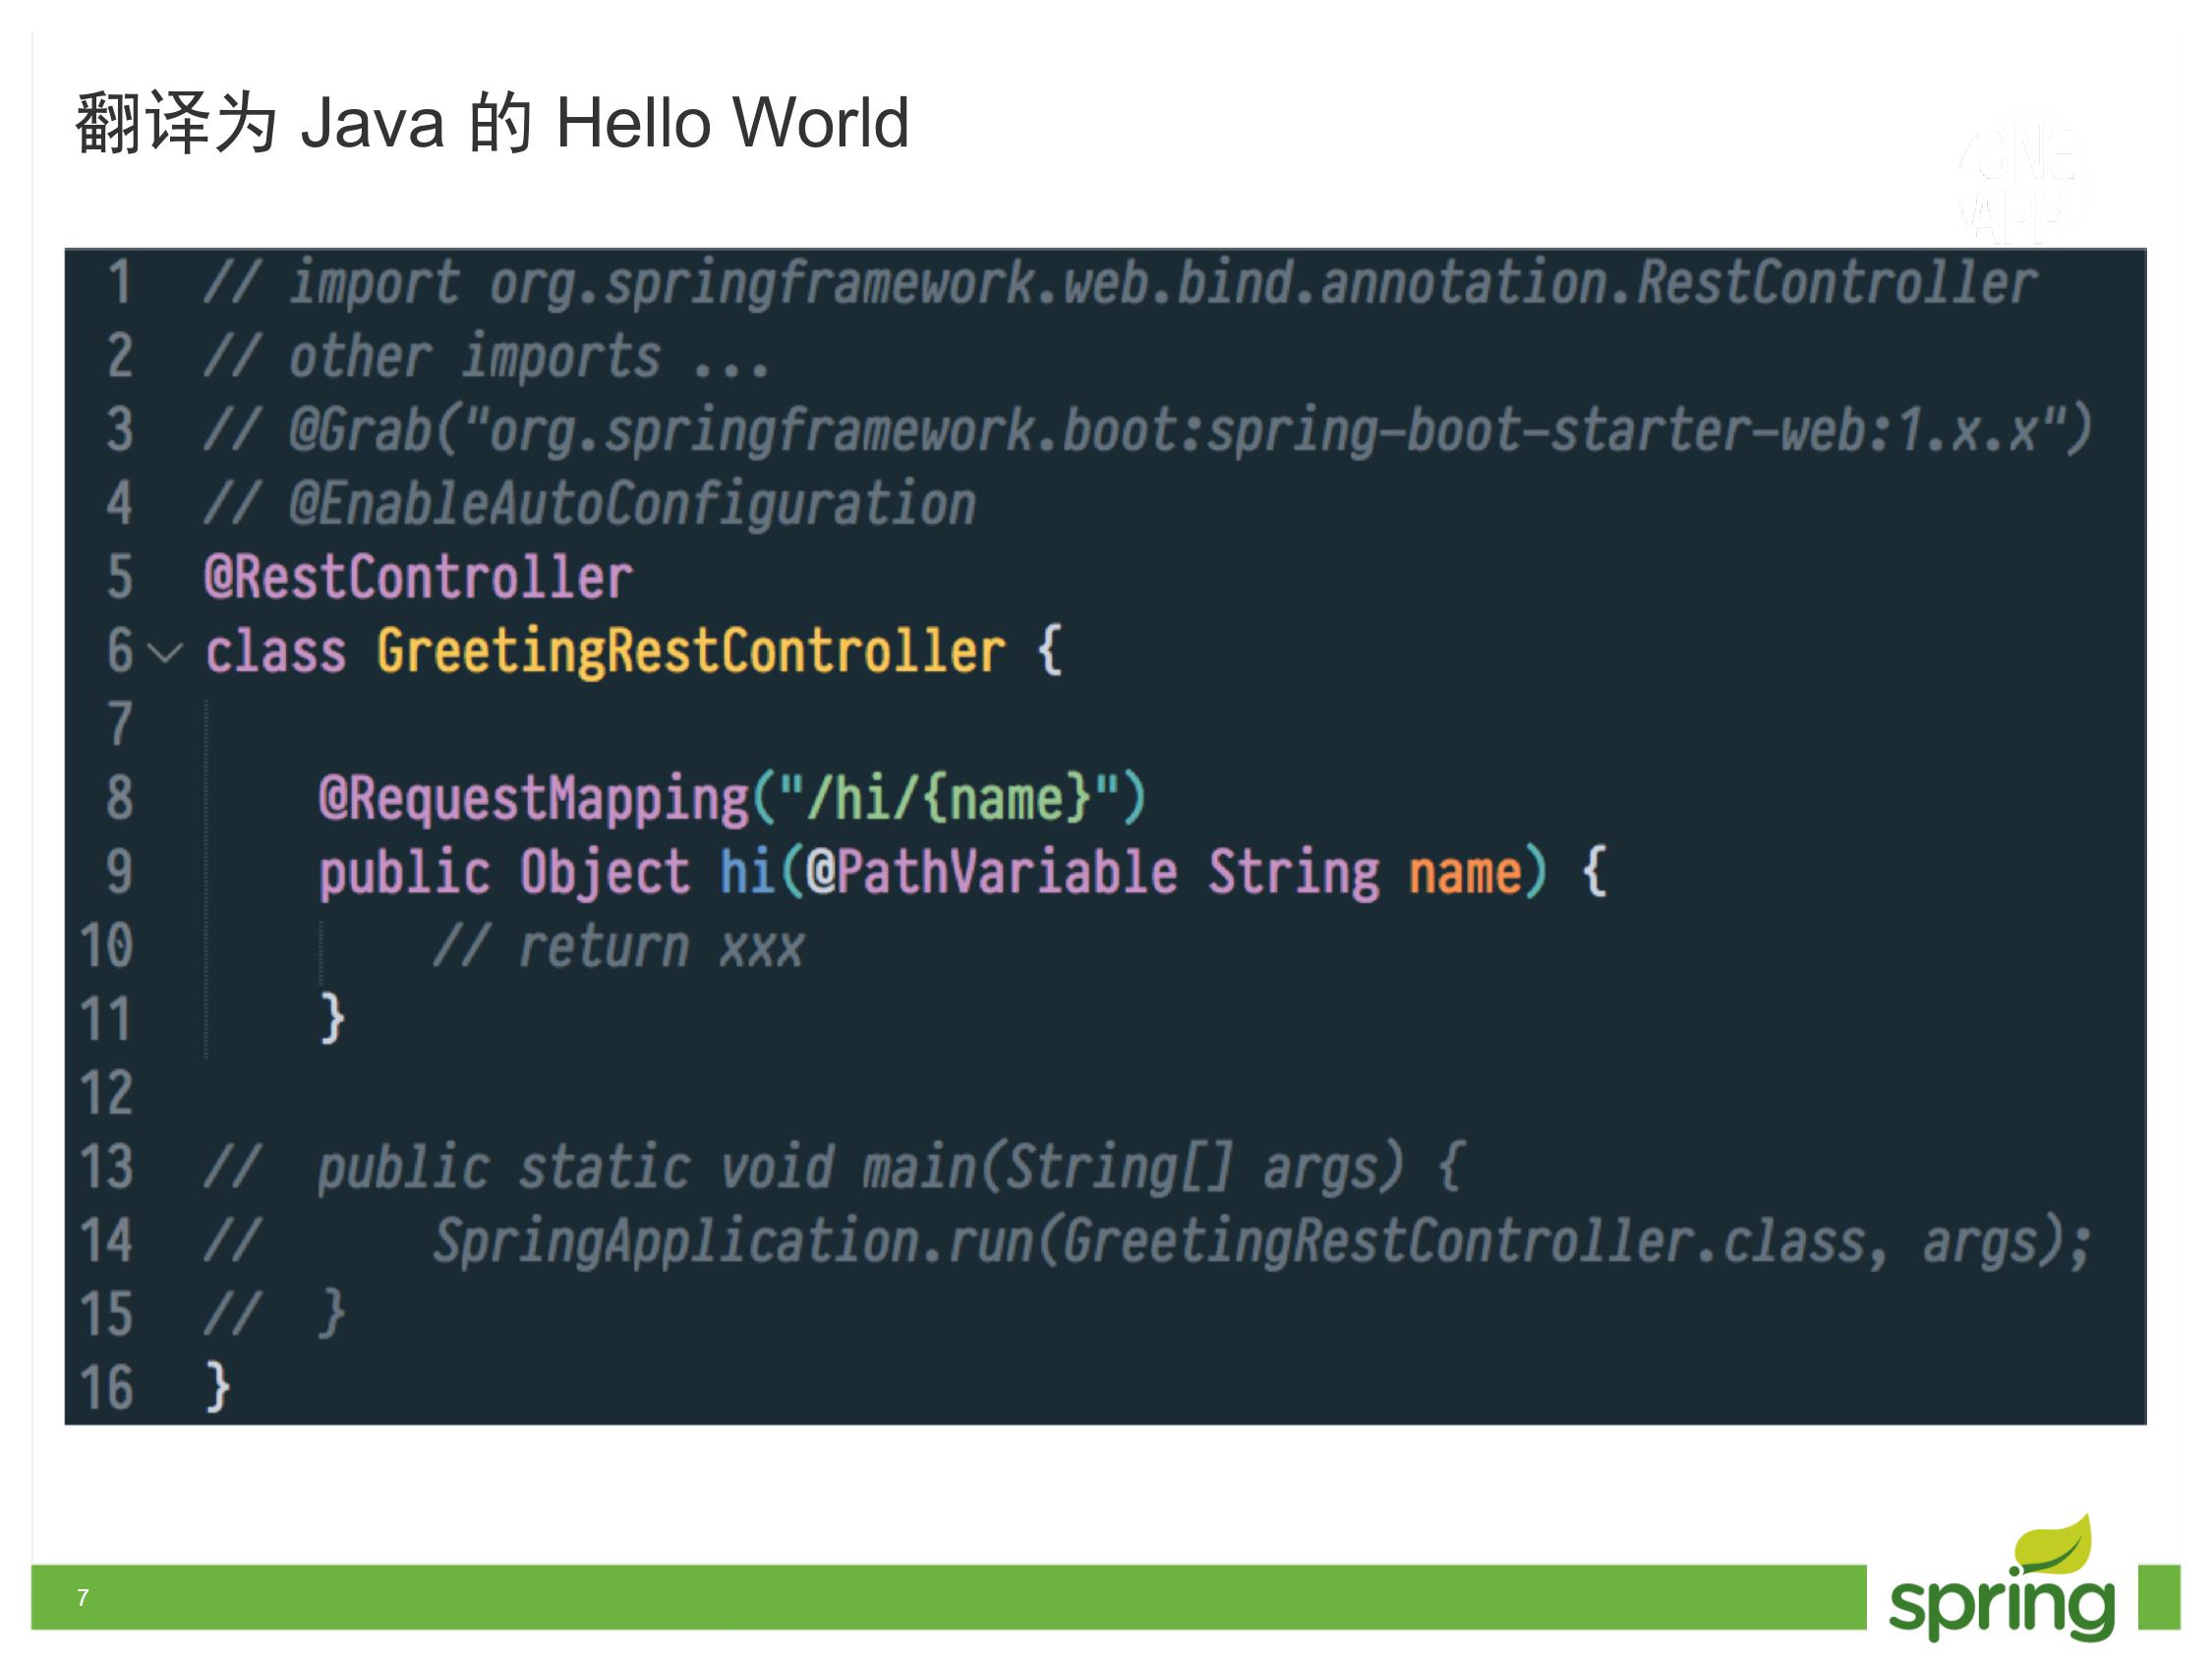 翻译为 Java 的 Hello World
ONE
APM
1 // import org.springframework.web.bind.annotation.RestController
2 // other imports ...
3 // @Grab("org.springframework.boot:spring-boot-starter-web:1.x.x")
4 // @EnableAutoConfiguration
5 @RestController
6 class GreetingRestController {
7
8     @RequestMapping("/hi/{name}")
9     public Object hi(@PathVariable String name) {
10         // return xxx
11     }
12
13 //  public static void main(String[] args) {
14 //      SpringApplication.run(GreetingRestController.class, args);
15 //  }
16 }
7
spring